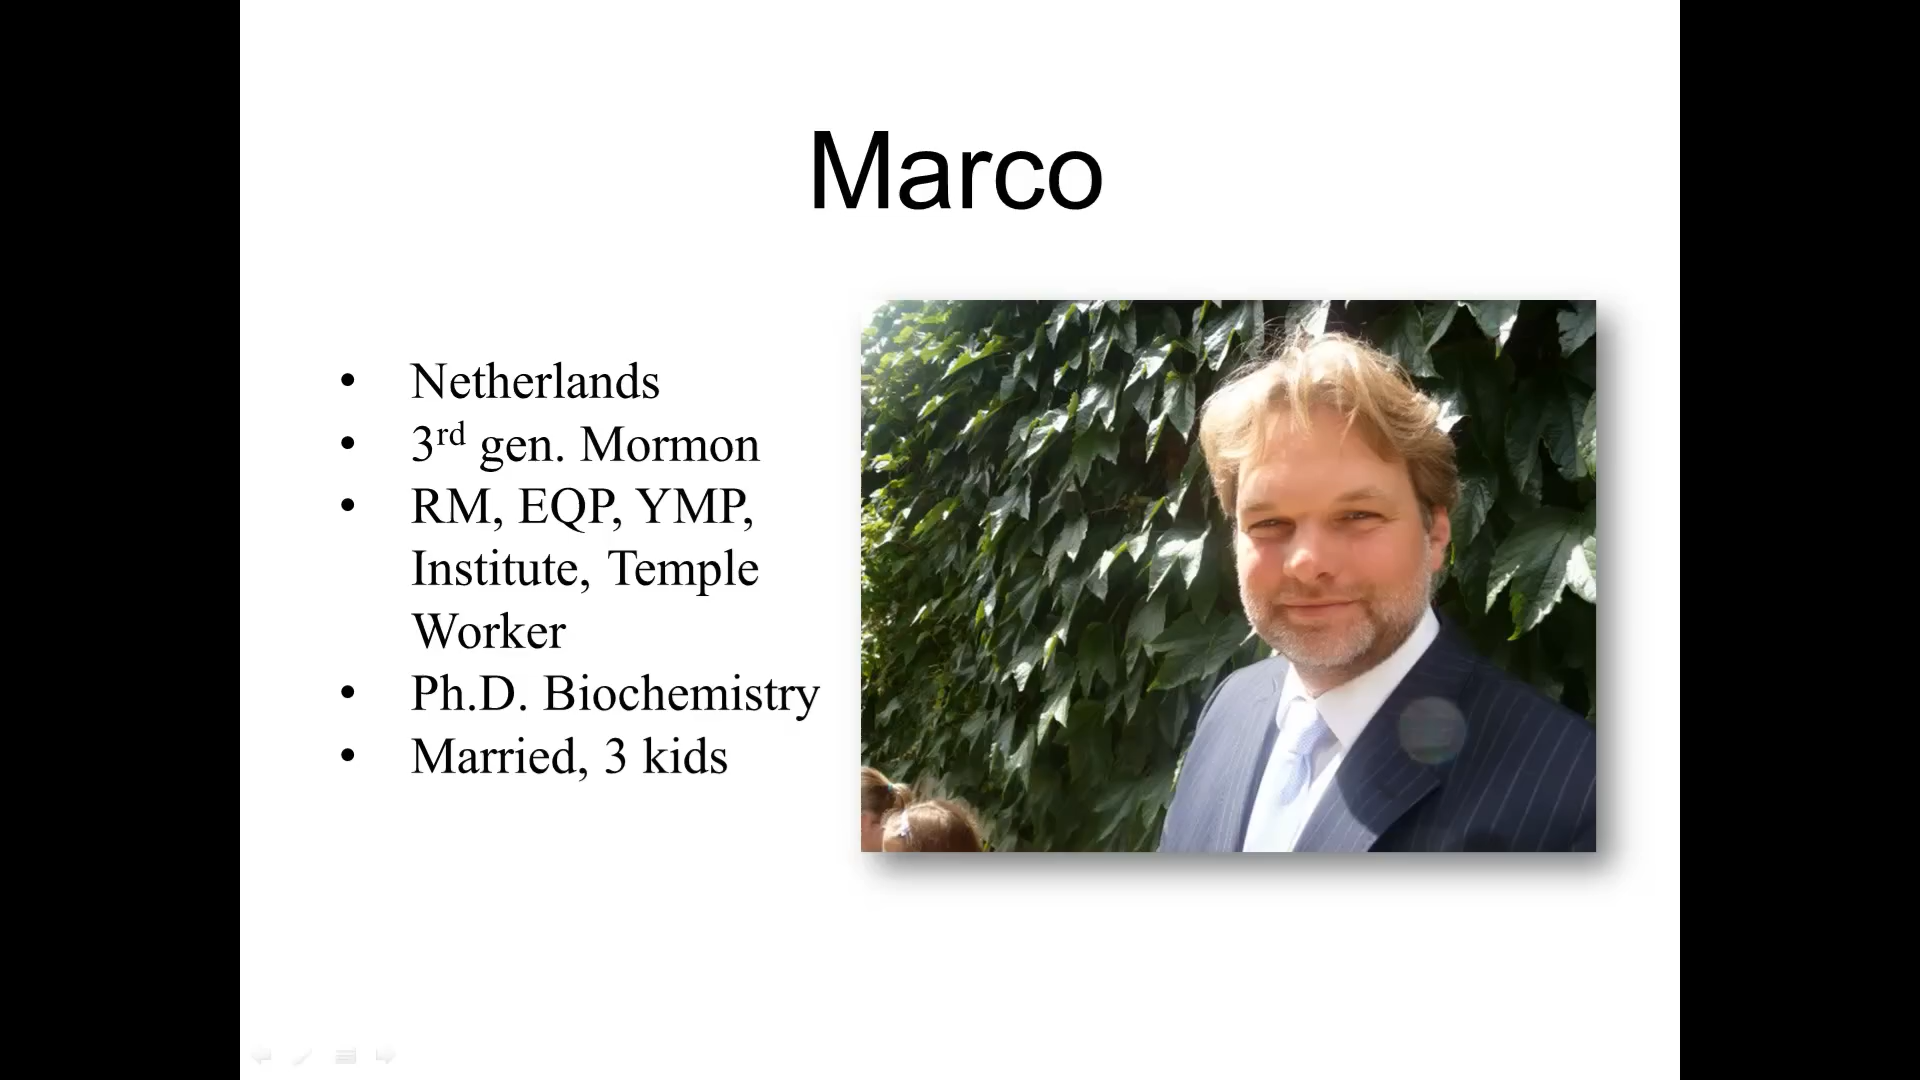 Marco
• Netherlands
• 3rd gen. Mormon
• RM, EQP, YMP,
Institute, Temple
Worker
• Ph.D. Biochemistry
• Married, 3 kids